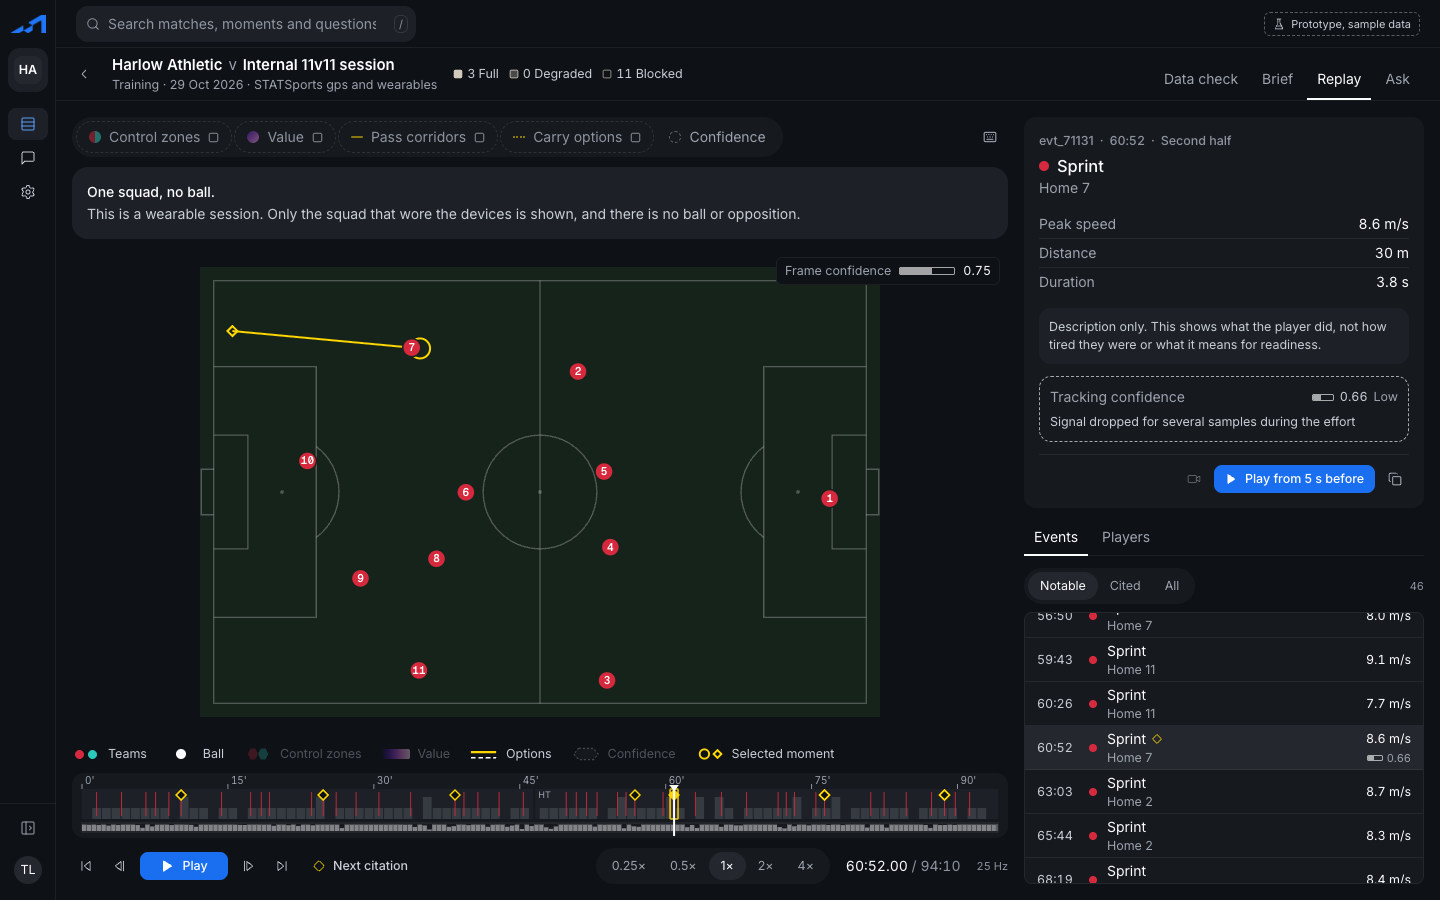 Search matches, moments and questions
/
Prototype, sample data
HA
Harlow Athletic v Internal 11v11 session
Training · 29 Oct 2026 · STATSports gps and wearables
3 Full
0 Degraded
11 Blocked
Data check
Brief
Replay
Ask
Control zones
Value
Pass corridors
Carry options
Confidence
One squad, no ball.
This is a wearable session. Only the squad that wore the devices is shown, and there is no ball or opposition.
Frame confidence
0.75
7
2
10
5
6
1
4
8
9
11
3
Teams
Ball
Control zones
Value
Options
Confidence
Selected moment
0'
15'
30'
45'
60'
75'
90'
HT
Play
Next citation
0.25×
0.5×
1×
2×
4×
60:52.00 / 94:10
25 Hz
TL
evt_71131 · 60:52 · Second half
Sprint
Home 7
Peak speed
8.6 m/s
Distance
30 m
Duration
3.8 s
Description only. This shows what the player did, not how
tired they were or what it means for readiness.
Tracking confidence
0.66 Low
Signal dropped for several samples during the effort
Play from 5 s before
Events
Players
Notable
Cited
All
46
56:50
8.0 m/s
Home 7
59:43
Sprint
Home 11
9.1 m/s
60:26
Sprint
Home 11
7.7 m/s
60:52
Sprint
Home 7
8.6 m/s
0.66
63:03
Sprint
Home 2
8.7 m/s
65:44
Sprint
Home 2
8.3 m/s
68:19
Sprint
8.4 m/s